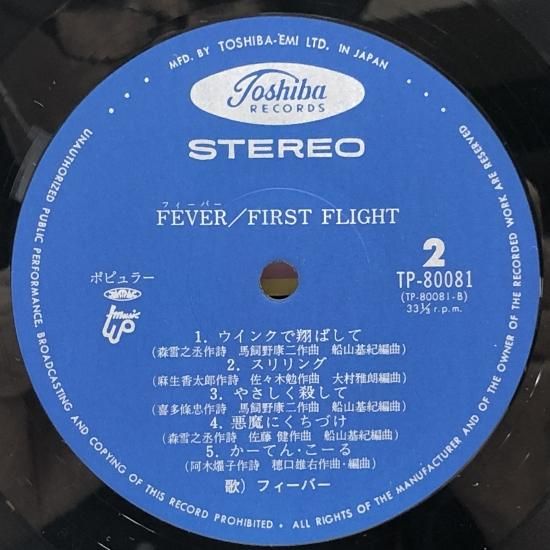 MFD. BY TOSHIBA-EMI LTD. IN JAPAN
Toshiba
RECORDS
STEREO
フィーバー
FEVER/FIRST FLIGHT
2
ポピュラー
TP-80081
(TP-80081-B)
33⅓ r.p.m.
music
UP
1. ウインクで翔ばして
(森雪之丞作詩 馬飼野康二作曲 船山基紀編曲)
2. スリリング
(麻生香太郎作詩 佐々木勉作曲 大村雅朗編曲)
3. やさしく殺して
(喜多條忠作詩 馬飼野康二作曲 船山基紀編曲)
4. 悪魔にくちづけ
(森雪之丞作詩 佐藤 健作曲 船山基紀編曲)
5. かーてん・こーる
(阿木燿子作詩 穂口雄右作曲・編曲)
歌) フィーバー
UNAUTHORIZED PUBLIC PERFORMANCE, BROADCASTING AND COPYING OF THIS RECORD PROHIBITED • ALL RIGHTS OF THE MANUFACTURER AND OF THE OWNER OF THE RECORDED WORK ARE RESERVED